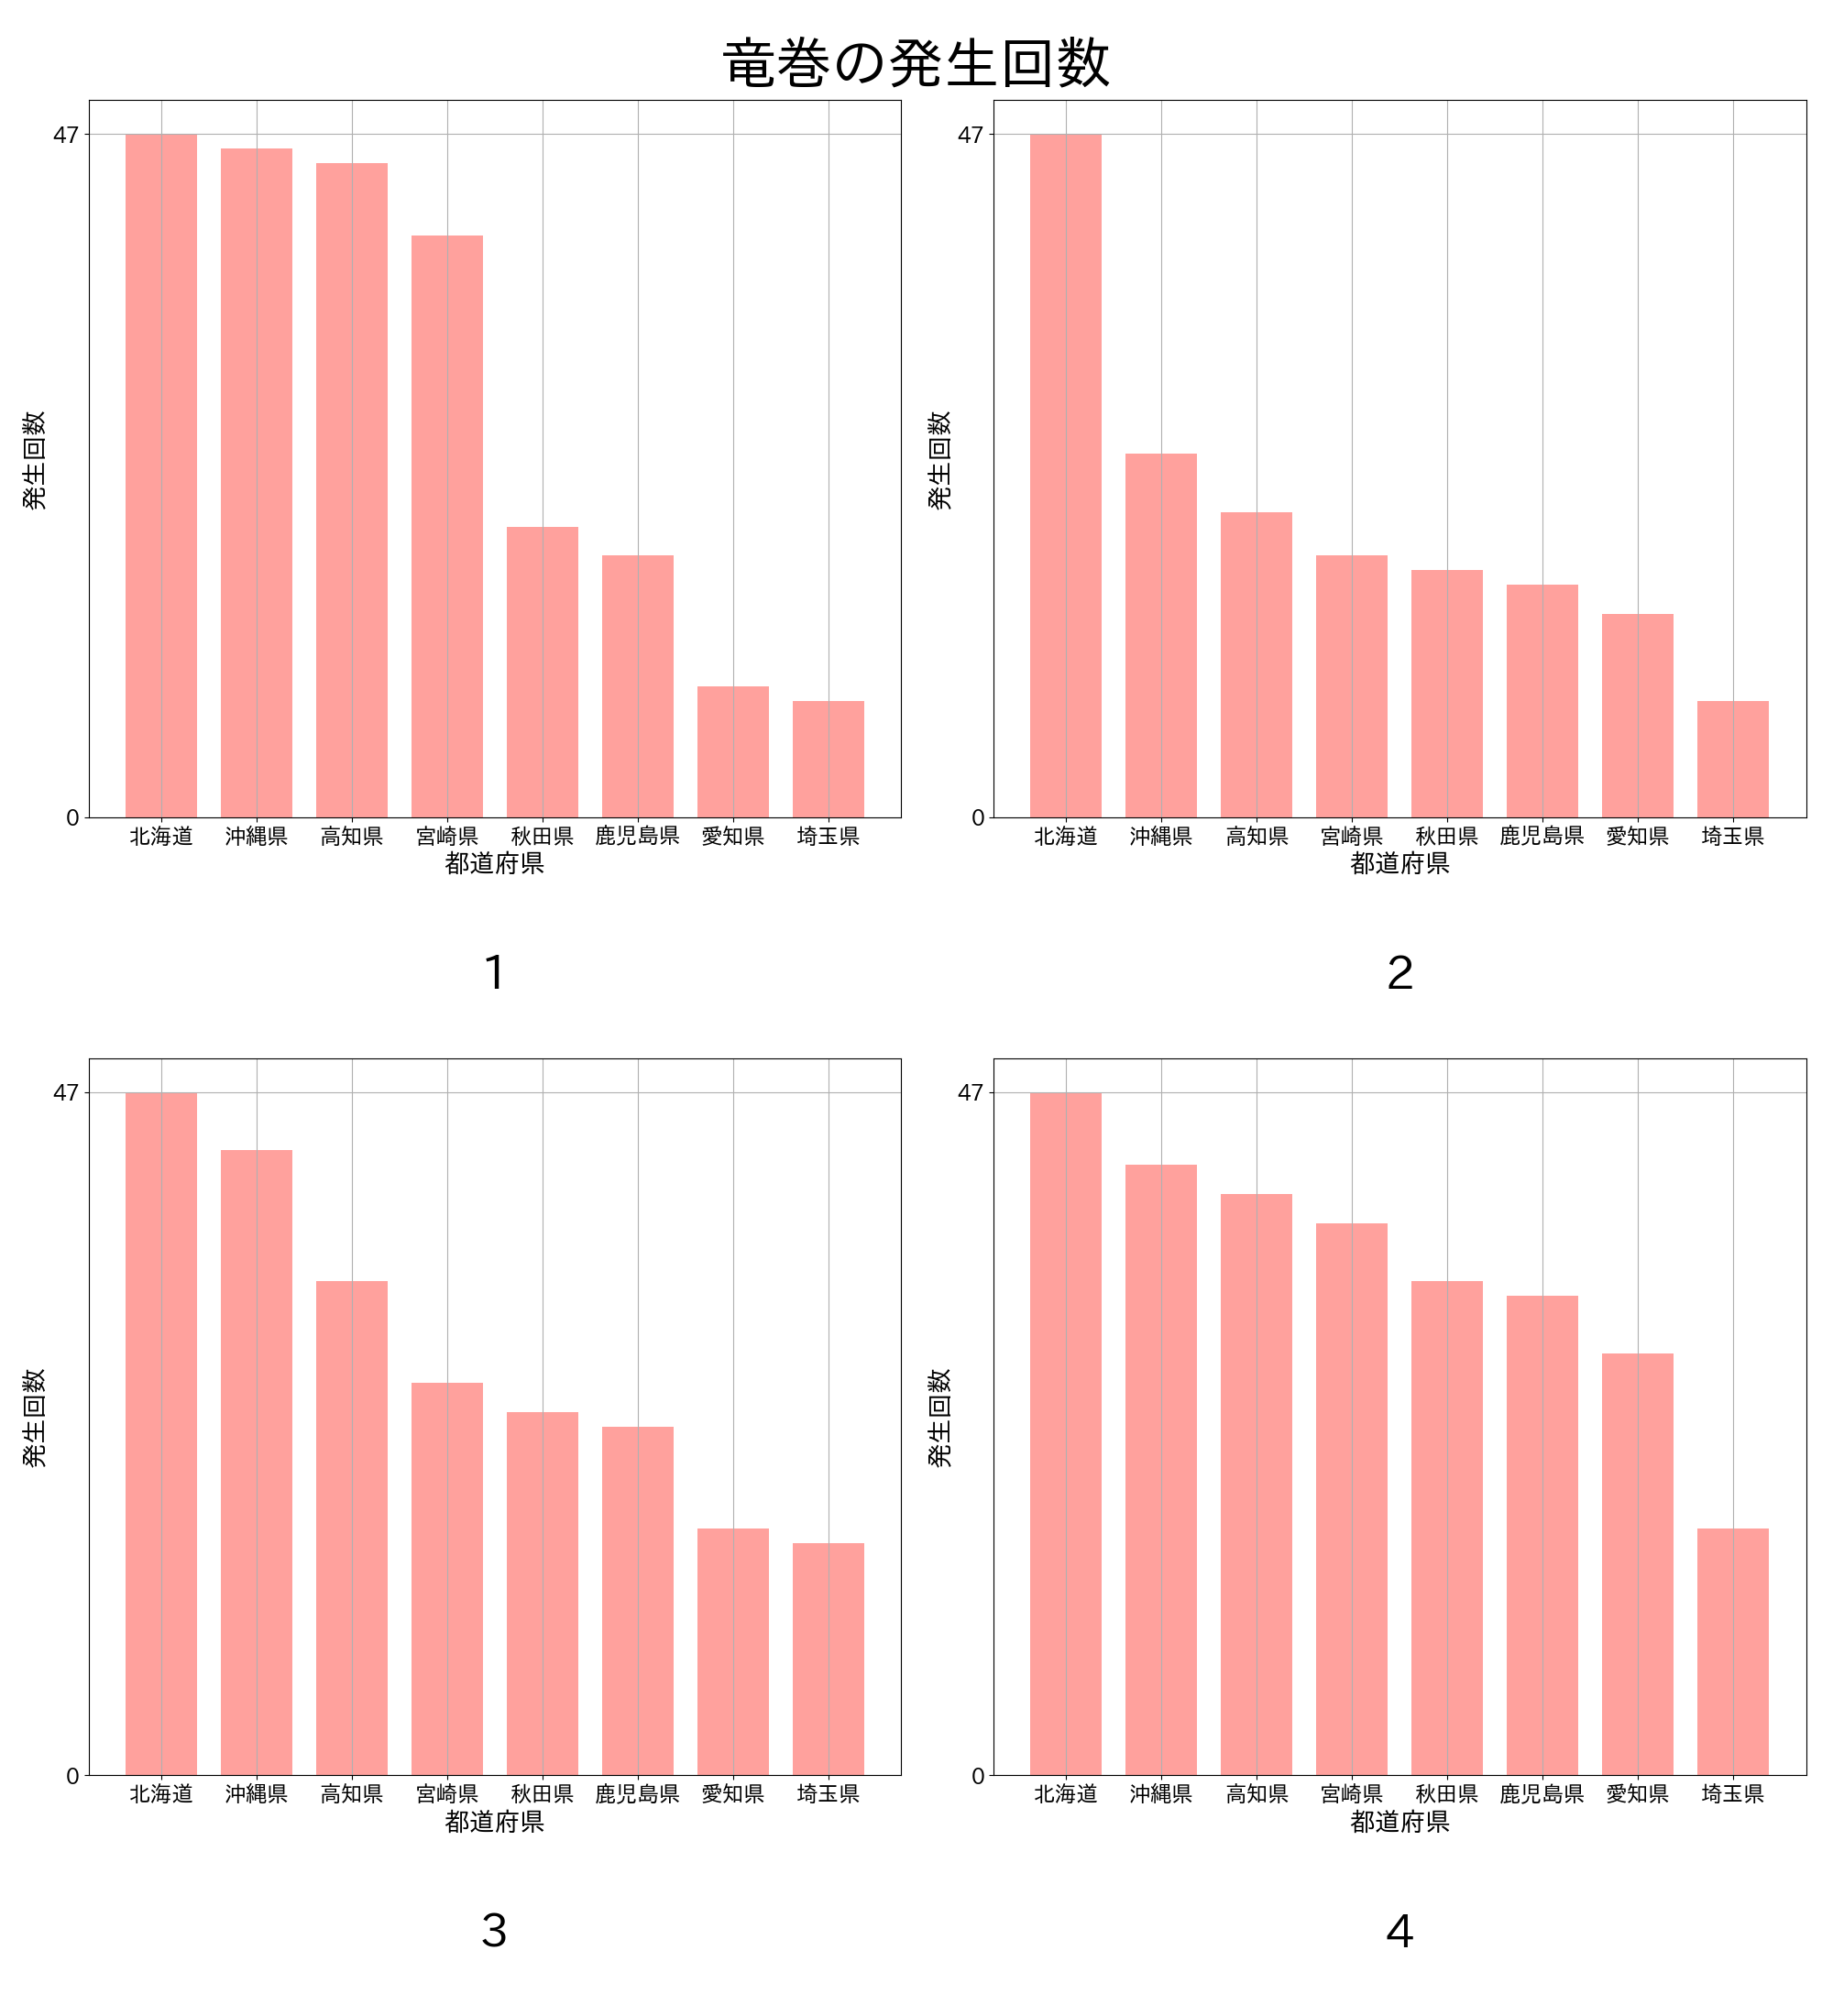 竜巻の発生回数
47
0
発生回数
北海道 沖縄県 高知県 宮崎県 秋田県 鹿児島県 愛知県 埼玉県
都道府県
1
47
0
発生回数
北海道 沖縄県 高知県 宮崎県 秋田県 鹿児島県 愛知県 埼玉県
都道府県
2
47
0
発生回数
北海道 沖縄県 高知県 宮崎県 秋田県 鹿児島県 愛知県 埼玉県
都道府県
3
47
0
発生回数
北海道 沖縄県 高知県 宮崎県 秋田県 鹿児島県 愛知県 埼玉県
都道府県
4